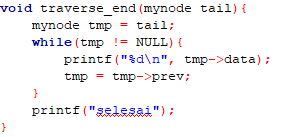 void traverse_end(mynode tail){
    mynode tmp = tail;
    while(tmp != NULL){
        printf("%d\n", tmp->data);
        tmp = tmp->prev;
    }
    printf("selesai");
}